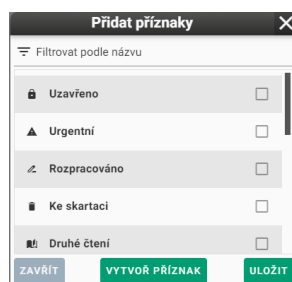 Přidat příznaky
Filtrovat podle názvu
Uzavřeno
Urgentní
Rozpracováno
Ke skartaci
Druhé čtení
ZAVŘÍT
VYTVOŘ PŘÍZNAK
ULOŽIT